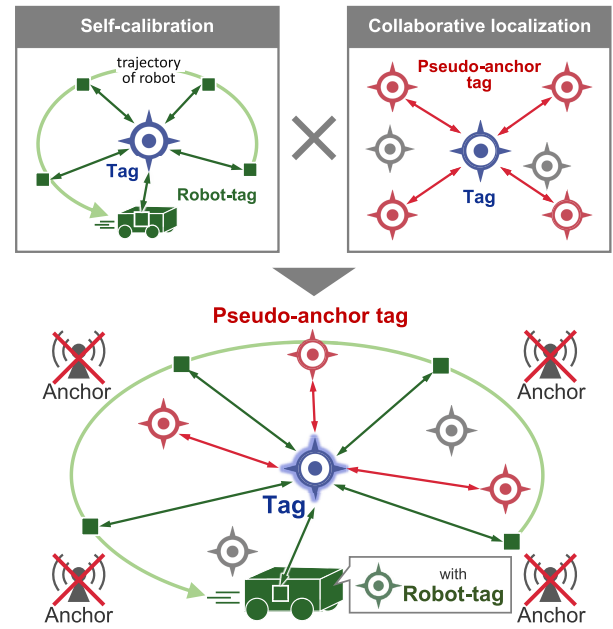 Self-calibration
trajectory
of robot
Tag
Robot-tag
Collaborative localization
Pseudo-anchor
tag
Tag
Pseudo-anchor tag
Anchor
Anchor
Tag
Anchor
Anchor
with
Robot-tag